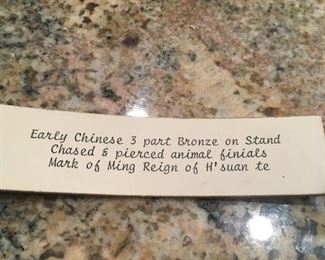 Early Chinese 3 part Bronze on Stand
Chased & pierced animal finials
Mark of Ming Reign of H'suan te